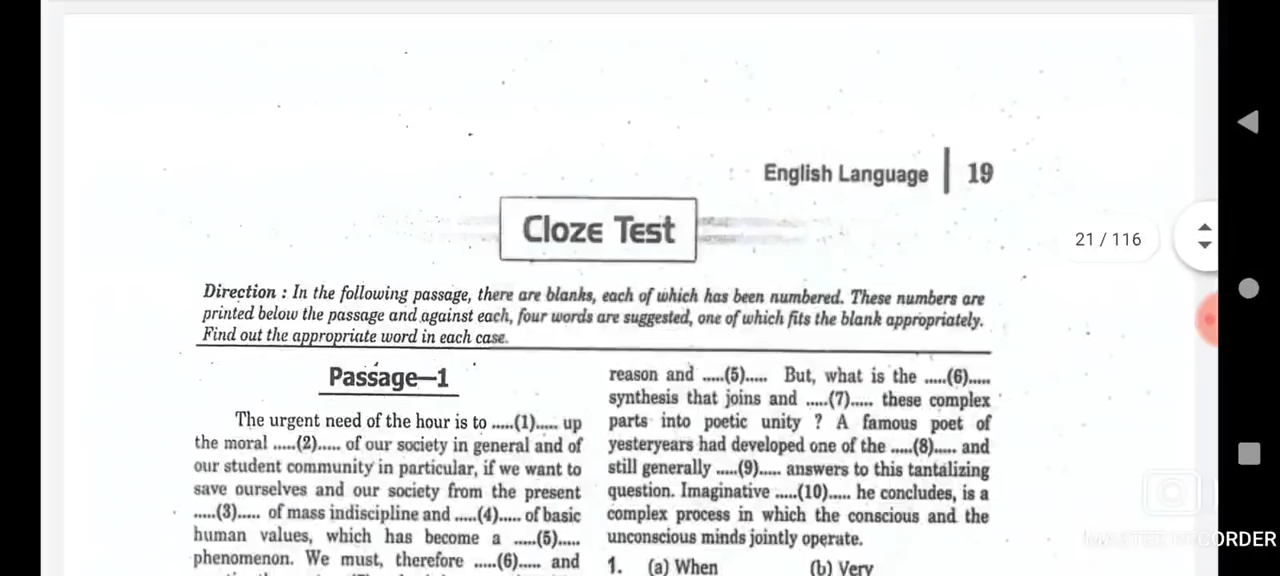 English Language | 19
21 / 116
Cloze Test
Direction : In the following passage, there are blanks, each of which has been numbered. These numbers are
printed below the passage and against each, four words are suggested, one of which fits the blank appropriately.
Find out the appropriate word in each case.
Passage—1
The urgent need of the hour is to .....(1)..... up
the moral .....(2)..... of our society in general and of
our student community in particular, if we want to
save ourselves and our society from the present
.....(3)..... of mass indiscipline and .....(4)..... of basic
human values, which has become a .....(5).....
phenomenon. We must, therefore .....(6)..... and
reason and .....(5)..... But, what is the .....(6).....
synthesis that joins and .....(7)..... these complex
parts into poetic unity ? A famous poet of
yesteryears had developed one of the .....(8)..... and
still generally .....(9)..... answers to this tantalizing
question. Imaginative .....(10)..... he concludes, is a
complex process in which the conscious and the
unconscious minds jointly operate.
1. (a) When (b) Very
RECORDER